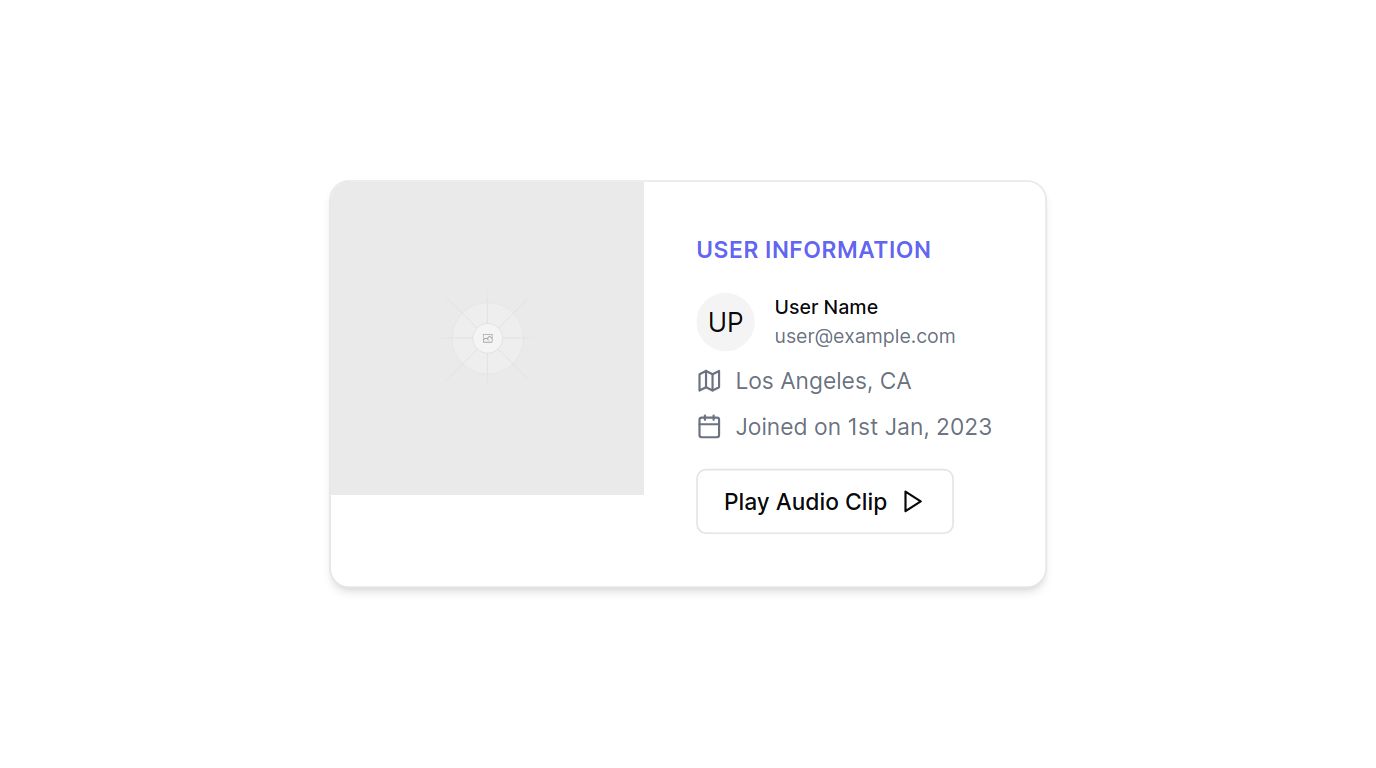 USER INFORMATION
UP
User Name
user@example.com
Los Angeles, CA
Joined on 1st Jan, 2023
Play Audio Clip